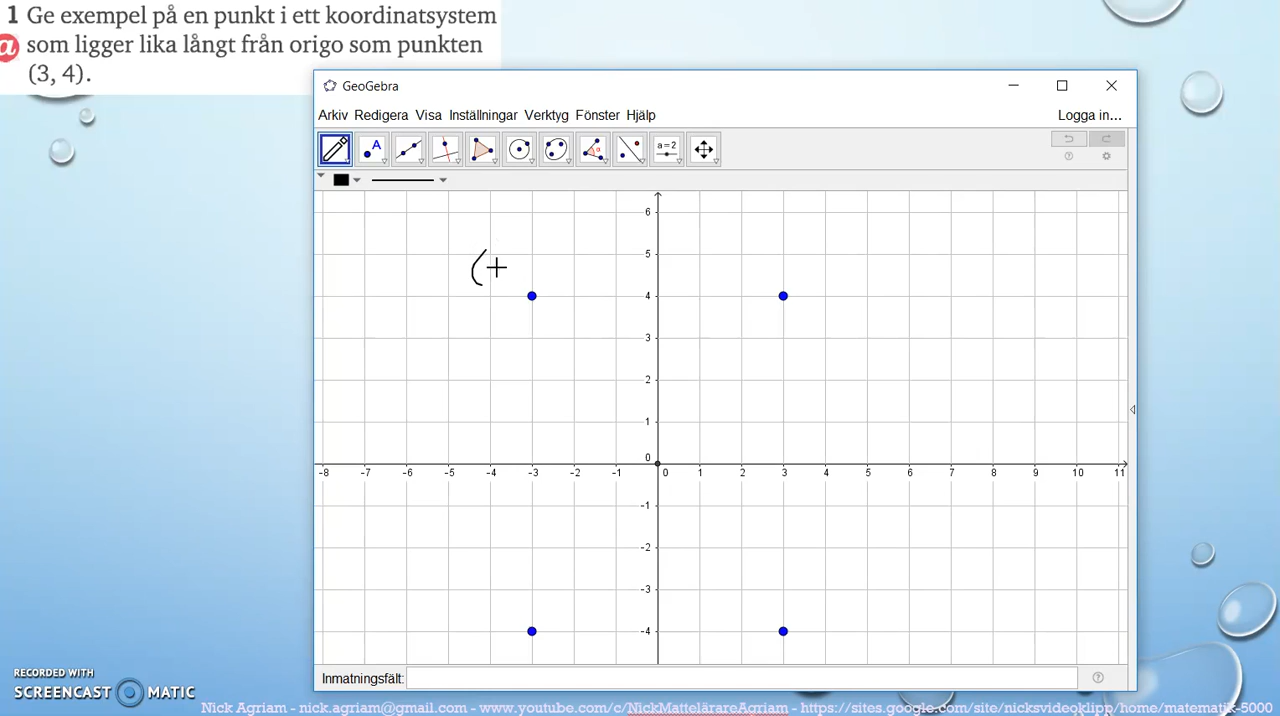 1 Ge exempel på en punkt i ett koordinatsystem
a som ligger lika långt från origo som punkten
(3, 4).
GeoGebra
Arkiv Redigera Visa Inställningar Verktyg Fönster Hjälp
Logga in...
A
a=2
6
5
4
3
2
1
0
-8 -7 -6 -5 -4 -3 -2 -1 0 1 2 3 4 5 6 7 8 9 10 11
-1
-2
-3
-4
(
Inmatningsfält:
RECORDED WITH
SCREENCAST MATIC
Nick Agriam - nick.agriam@gmail.com - www.youtube.com/c/NickMattelärareAgriam - https://sites.google.com/site/nicksvideoklipp/home/matematik-5000